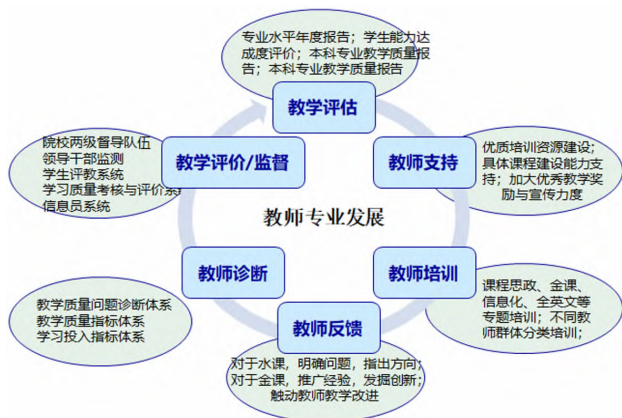 专业水平年度报告；学生能力达
成度评价；本科专业教学质量报
告；本科专业教学质量报告
教学评估
院校两级督导队伍
领导干部监测
学生评教系统
学习质量考核与评价系
信息员系统
教学评价/监督
教师支持
优质培训资源建设；
具体课程建设能力支
持；加大优秀教学奖
励与宣传力度
教师专业发展
教师诊断
教师培训
教学质量问题诊断体系
教学质量指标体系
学习投入指标体系
课程思政、金课、
信息化、全英文等
专题培训；不同教
师群体分类培训；
教师反馈
对于水课，明确问题，指出方向；
对于金课，推广经验，发掘创新；
触动教师教学改进